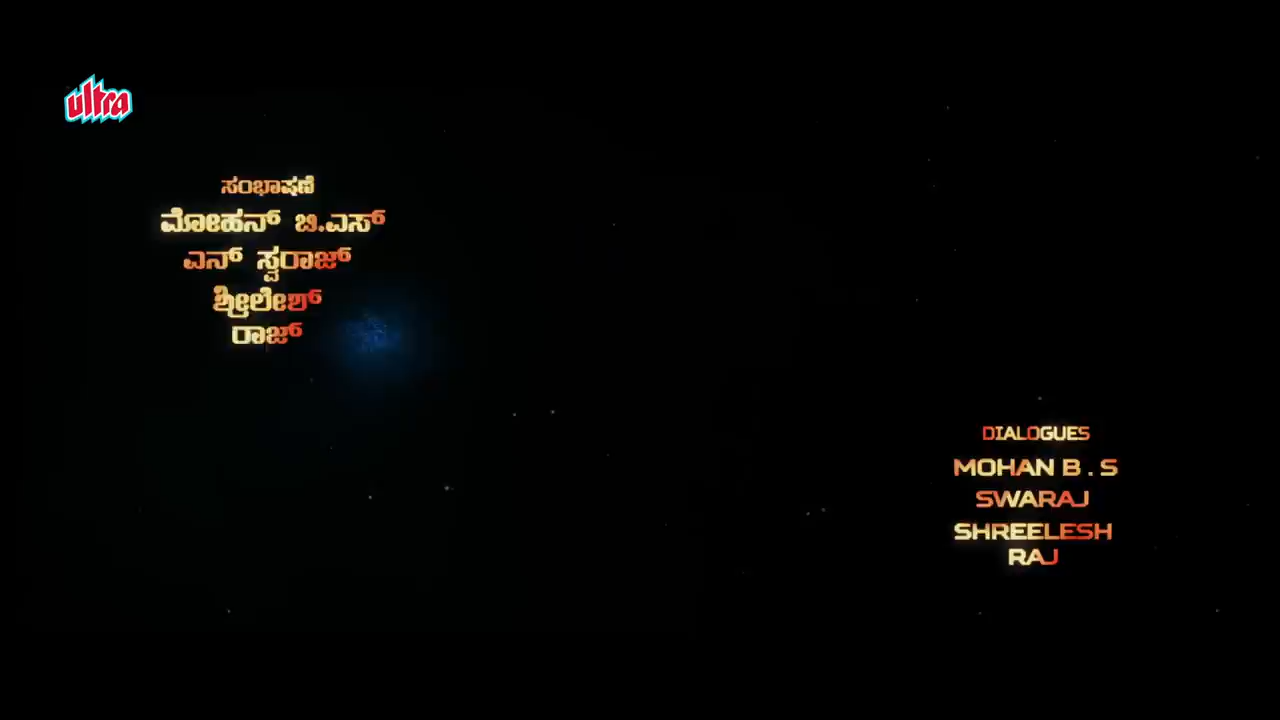 ultra
ಸಂಭಾಷಣೆ
ಮೋಹನ್ ಬಿ.ಎಸ್
ಎನ್ ಸ್ವರಾಜ್
ಶ್ರೀಲೇಶ್
ರಾಜ್
DIALOGUES
MOHAN B . S
SWARAJ
SHREELESH
RAJ